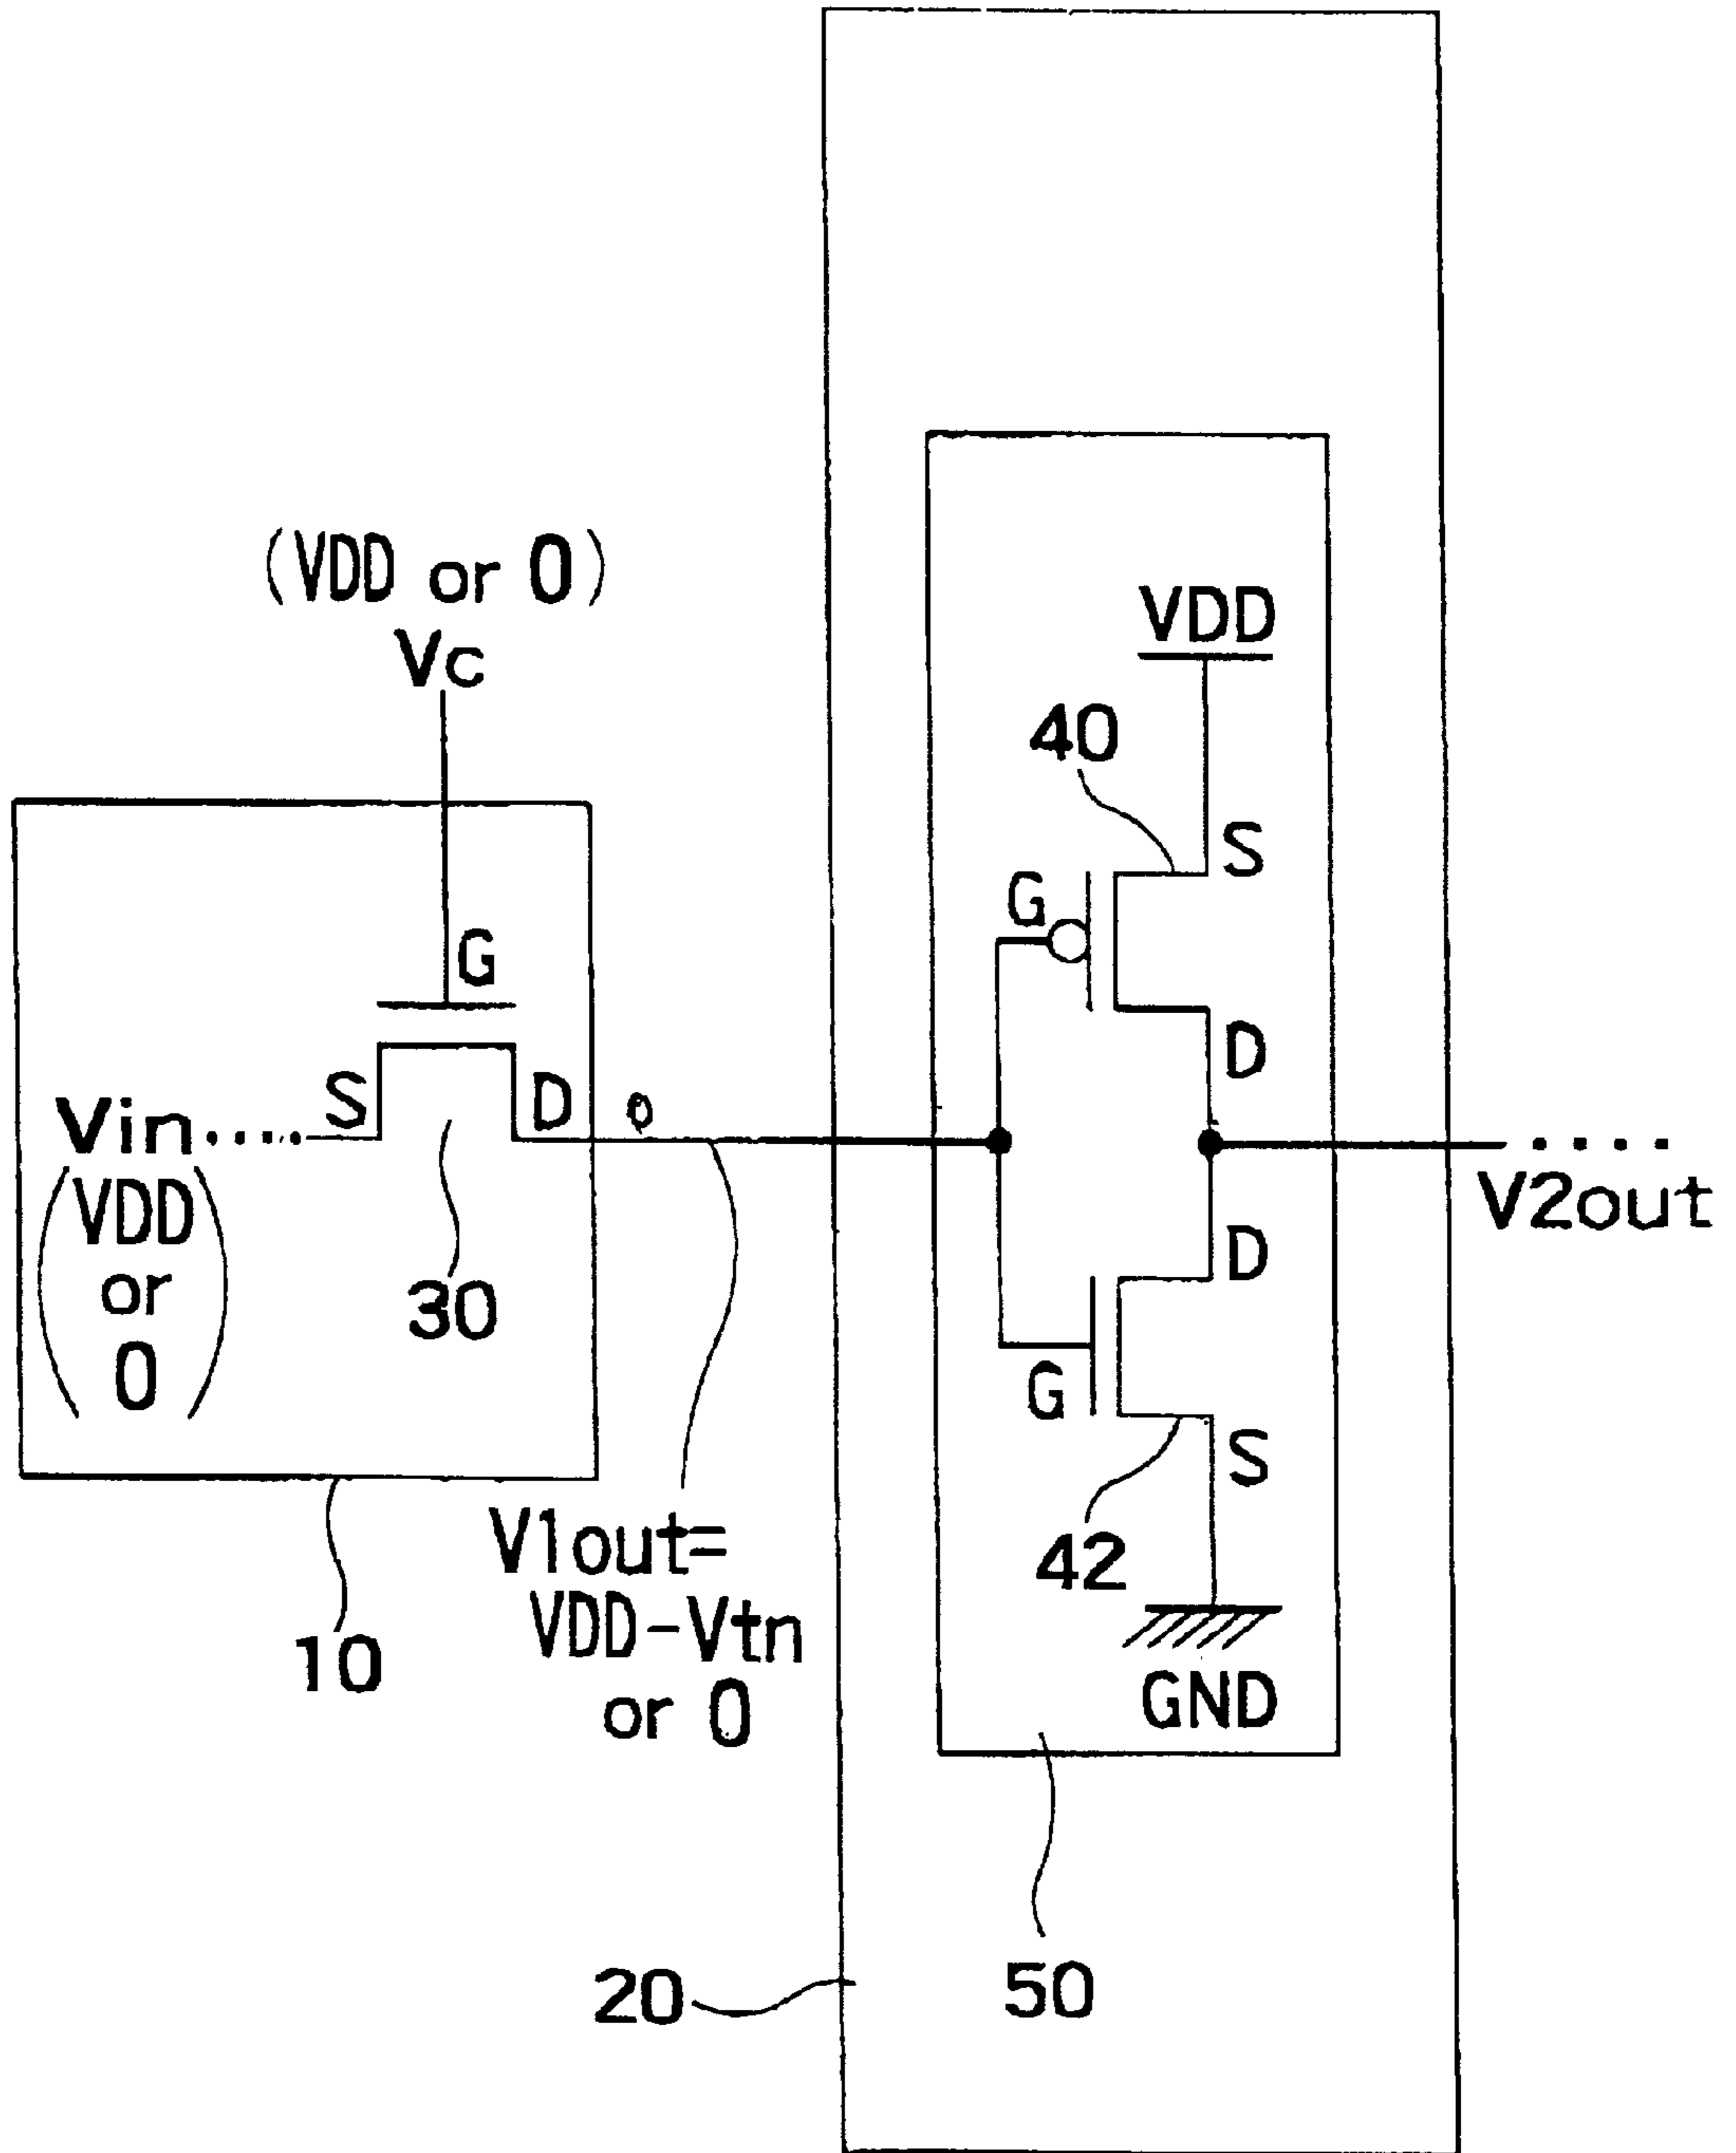 (VDD or 0)
Vc
G
S
D
Vin
(VDD
or
0)
30
10
V1out=
VDD-Vtn
or 0
VDD
40
S
G
D
V2out
D
G
S
42
GND
50
20